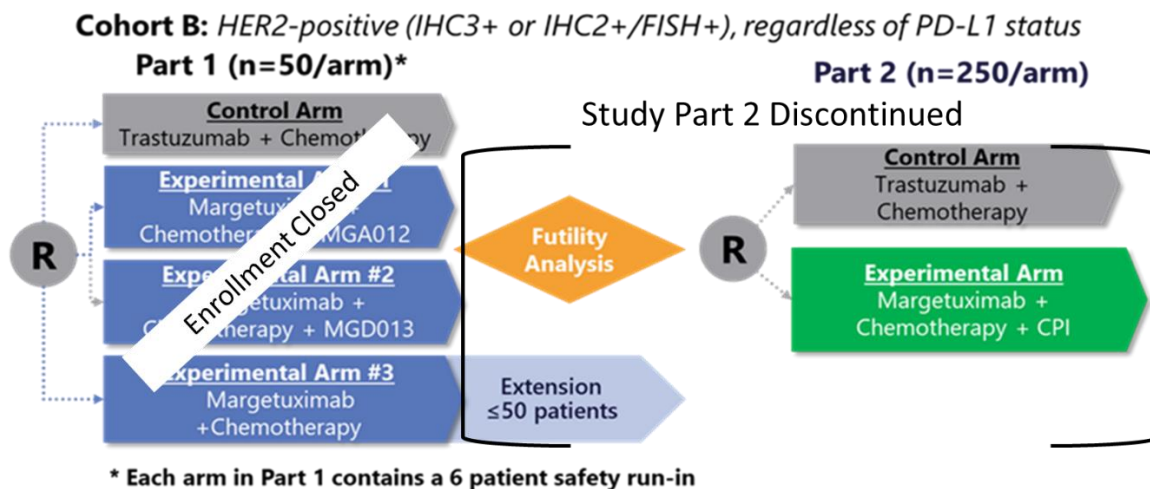 Cohort B: HER2-positive (IHC3+ or IHC2+/FISH+), regardless of PD-L1 status
Part 1 (n=50/arm)*
Part 2 (n=250/arm)
Study Part 2 Discontinued
Control Arm
Trastuzumab + Chemotherapy
Experimental
Margetuximab +
MGA012
Experimental Arm #2
+
Chemotherapy + MGD013
Experimental Arm #3
Margetuximab
+Chemotherapy
Enrollment Closed
R
Futility
Analysis
Extension
≤50 patients
R
Control Arm
Trastuzumab +
Chemotherapy
Experimental Arm
Margetuximab +
Chemotherapy + CPI
* Each arm in Part 1 contains a 6 patient safety run-in